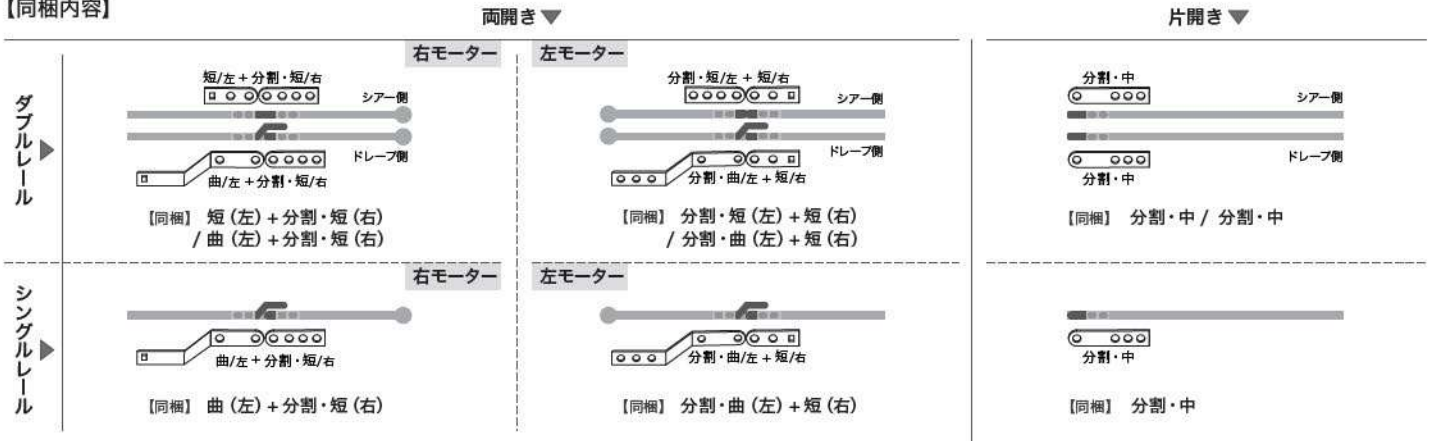 【同梱内容】
両開き▼
片開き▼
ダブルレール▶
右モーター
短/左+分割・短/右
シアー側
ドレープ側
曲/左+分割・短/右
【同梱】 短(左)+分割・短(右)
/ 曲(左)+分割・短(右)
左モーター
分割・短/左 + 短/右
シアー側
ドレープ側
分割・曲/左 + 短/右
【同梱】 分割・短(左)+短(右)
/ 分割・曲(左)+短(右)
分割・中
シアー側
ドレープ側
分割・中
【同梱】 分割・中 / 分割・中
シングルレール▶
右モーター
曲/左+分割・短/右
【同梱】 曲(左)+分割・短(右)
左モーター
分割・曲/左 + 短/右
【同梱】 分割・曲(左)+短(右)
分割・中
【同梱】 分割・中